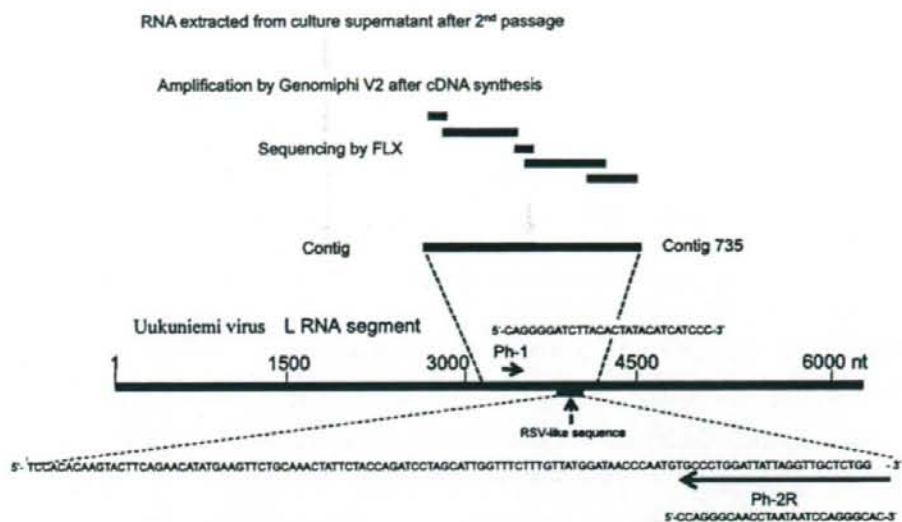 RNA extracted from culture supernatant after 2nd passage
Amplification by Genomiphi V2 after cDNA synthesis
Sequencing by FLX
Contig
Contig 735
Uukuniemi virus L RNA segment
5'-CAGGGGATCTTACACTATACATCATCCC-3'
Ph-1
1 1500 3000 4500 6000 nt
RSV-like sequence
5'- TCCACACAAGTACTTCAGAACATATGAAGTTCTGCAAACTATTCTACCAGATCCTAGCATTGGTTTCTTTGTTATGGATAACCCAATGTGCCCTGGATTATTAGGTTGCTCTGG - 3'
Ph-2R
5'-CCAGGGCAACCTAATAATCCAGGGCAC-3'